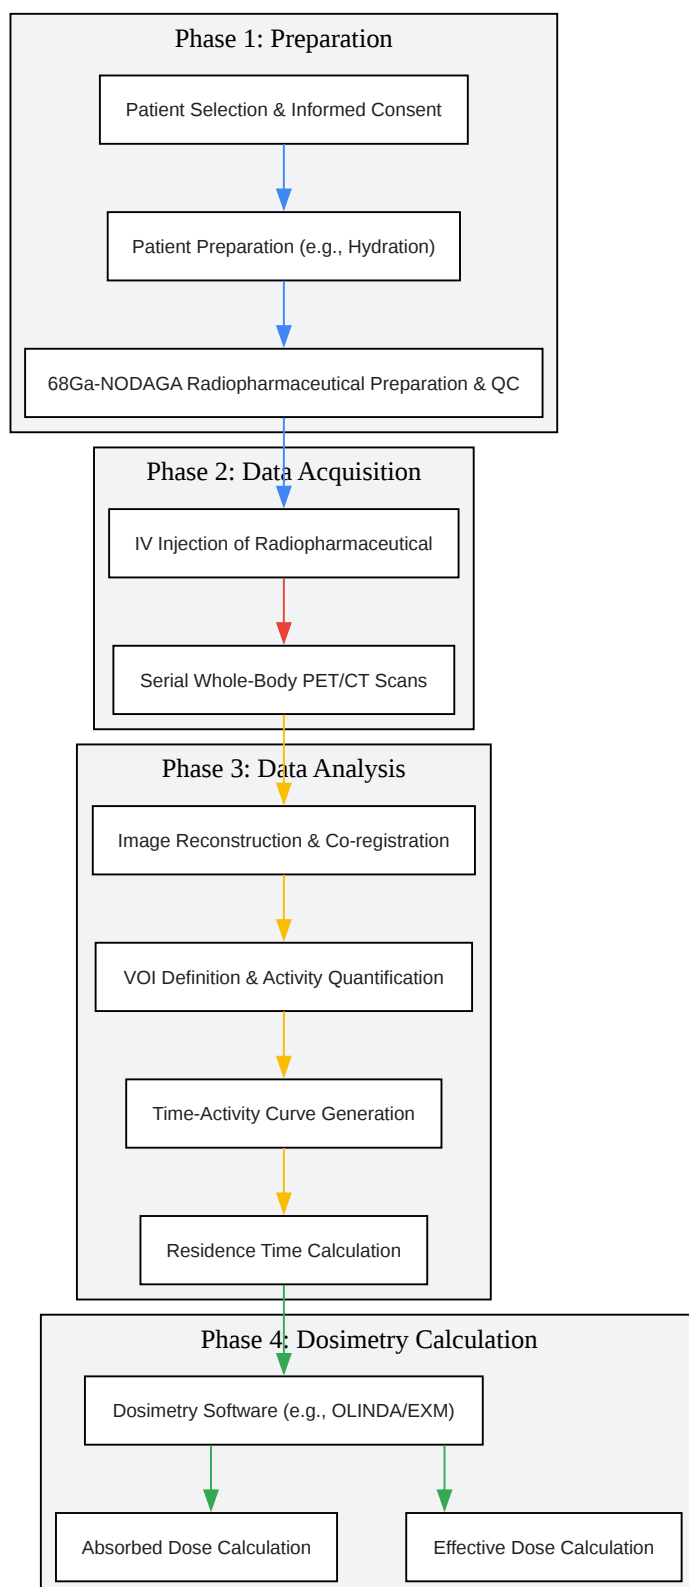 Phase 1: Preparation
Patient Selection & Informed Consent
Patient Preparation (e.g., Hydration)
68Ga-NODAGA Radiopharmaceutical Preparation & QC
Phase 2: Data Acquisition
IV Injection of Radiopharmaceutical
Serial Whole-Body PET/CT Scans
Phase 3: Data Analysis
Image Reconstruction & Co-registration
VOI Definition & Activity Quantification
Time-Activity Curve Generation
Residence Time Calculation
Phase 4: Dosimetry Calculation
Dosimetry Software (e.g., OLINDA/EXM)
Absorbed Dose Calculation
Effective Dose Calculation